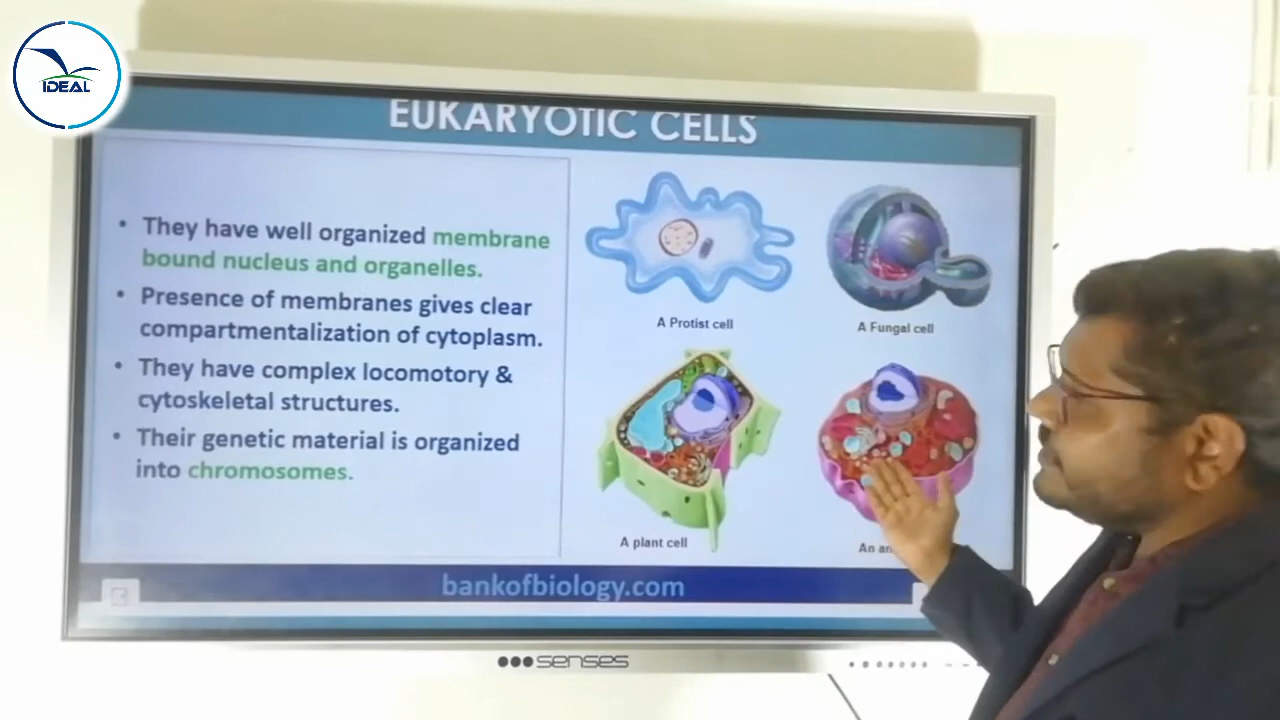 IDEAL
EUKARYOTIC CELLS
• They have well organized membrane
bound nucleus and organelles.
• Presence of membranes gives clear
compartmentalization of cytoplasm.
• They have complex locomotory &
cytoskeletal structures.
• Their genetic material is organized
into chromosomes.
A Protist cell
A Fungal cell
A plant cell
An an
bankofbiology.com
senses